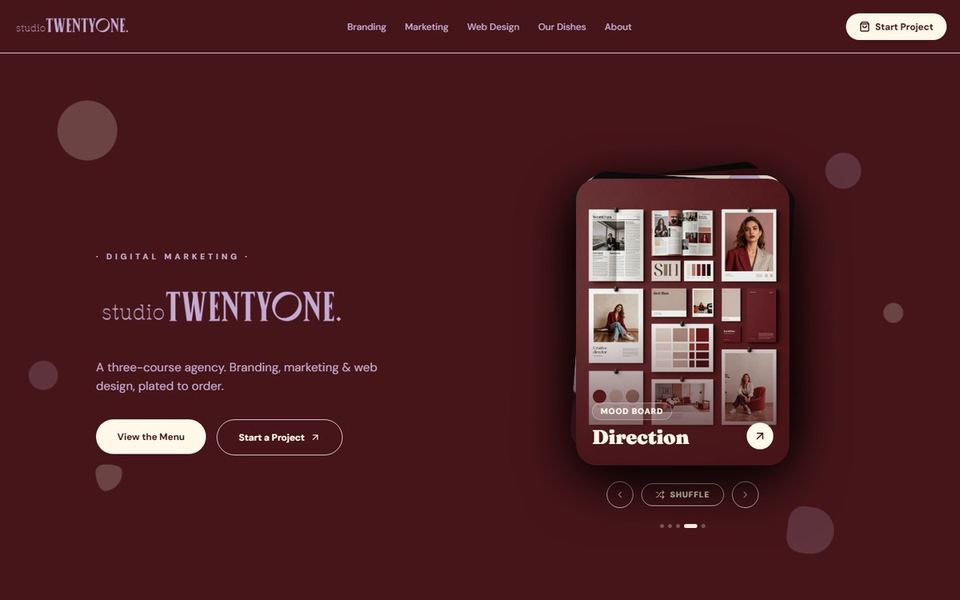 studioTWENTYONE.
Branding
Marketing
Web Design
Our Dishes
About
Start Project
· DIGITAL MARKETING ·
studioTWENTYONE.
A three-course agency. Branding, marketing & web
design, plated to order.
View the Menu
Start a Project
MOOD BOARD
Direction
SHUFFLE